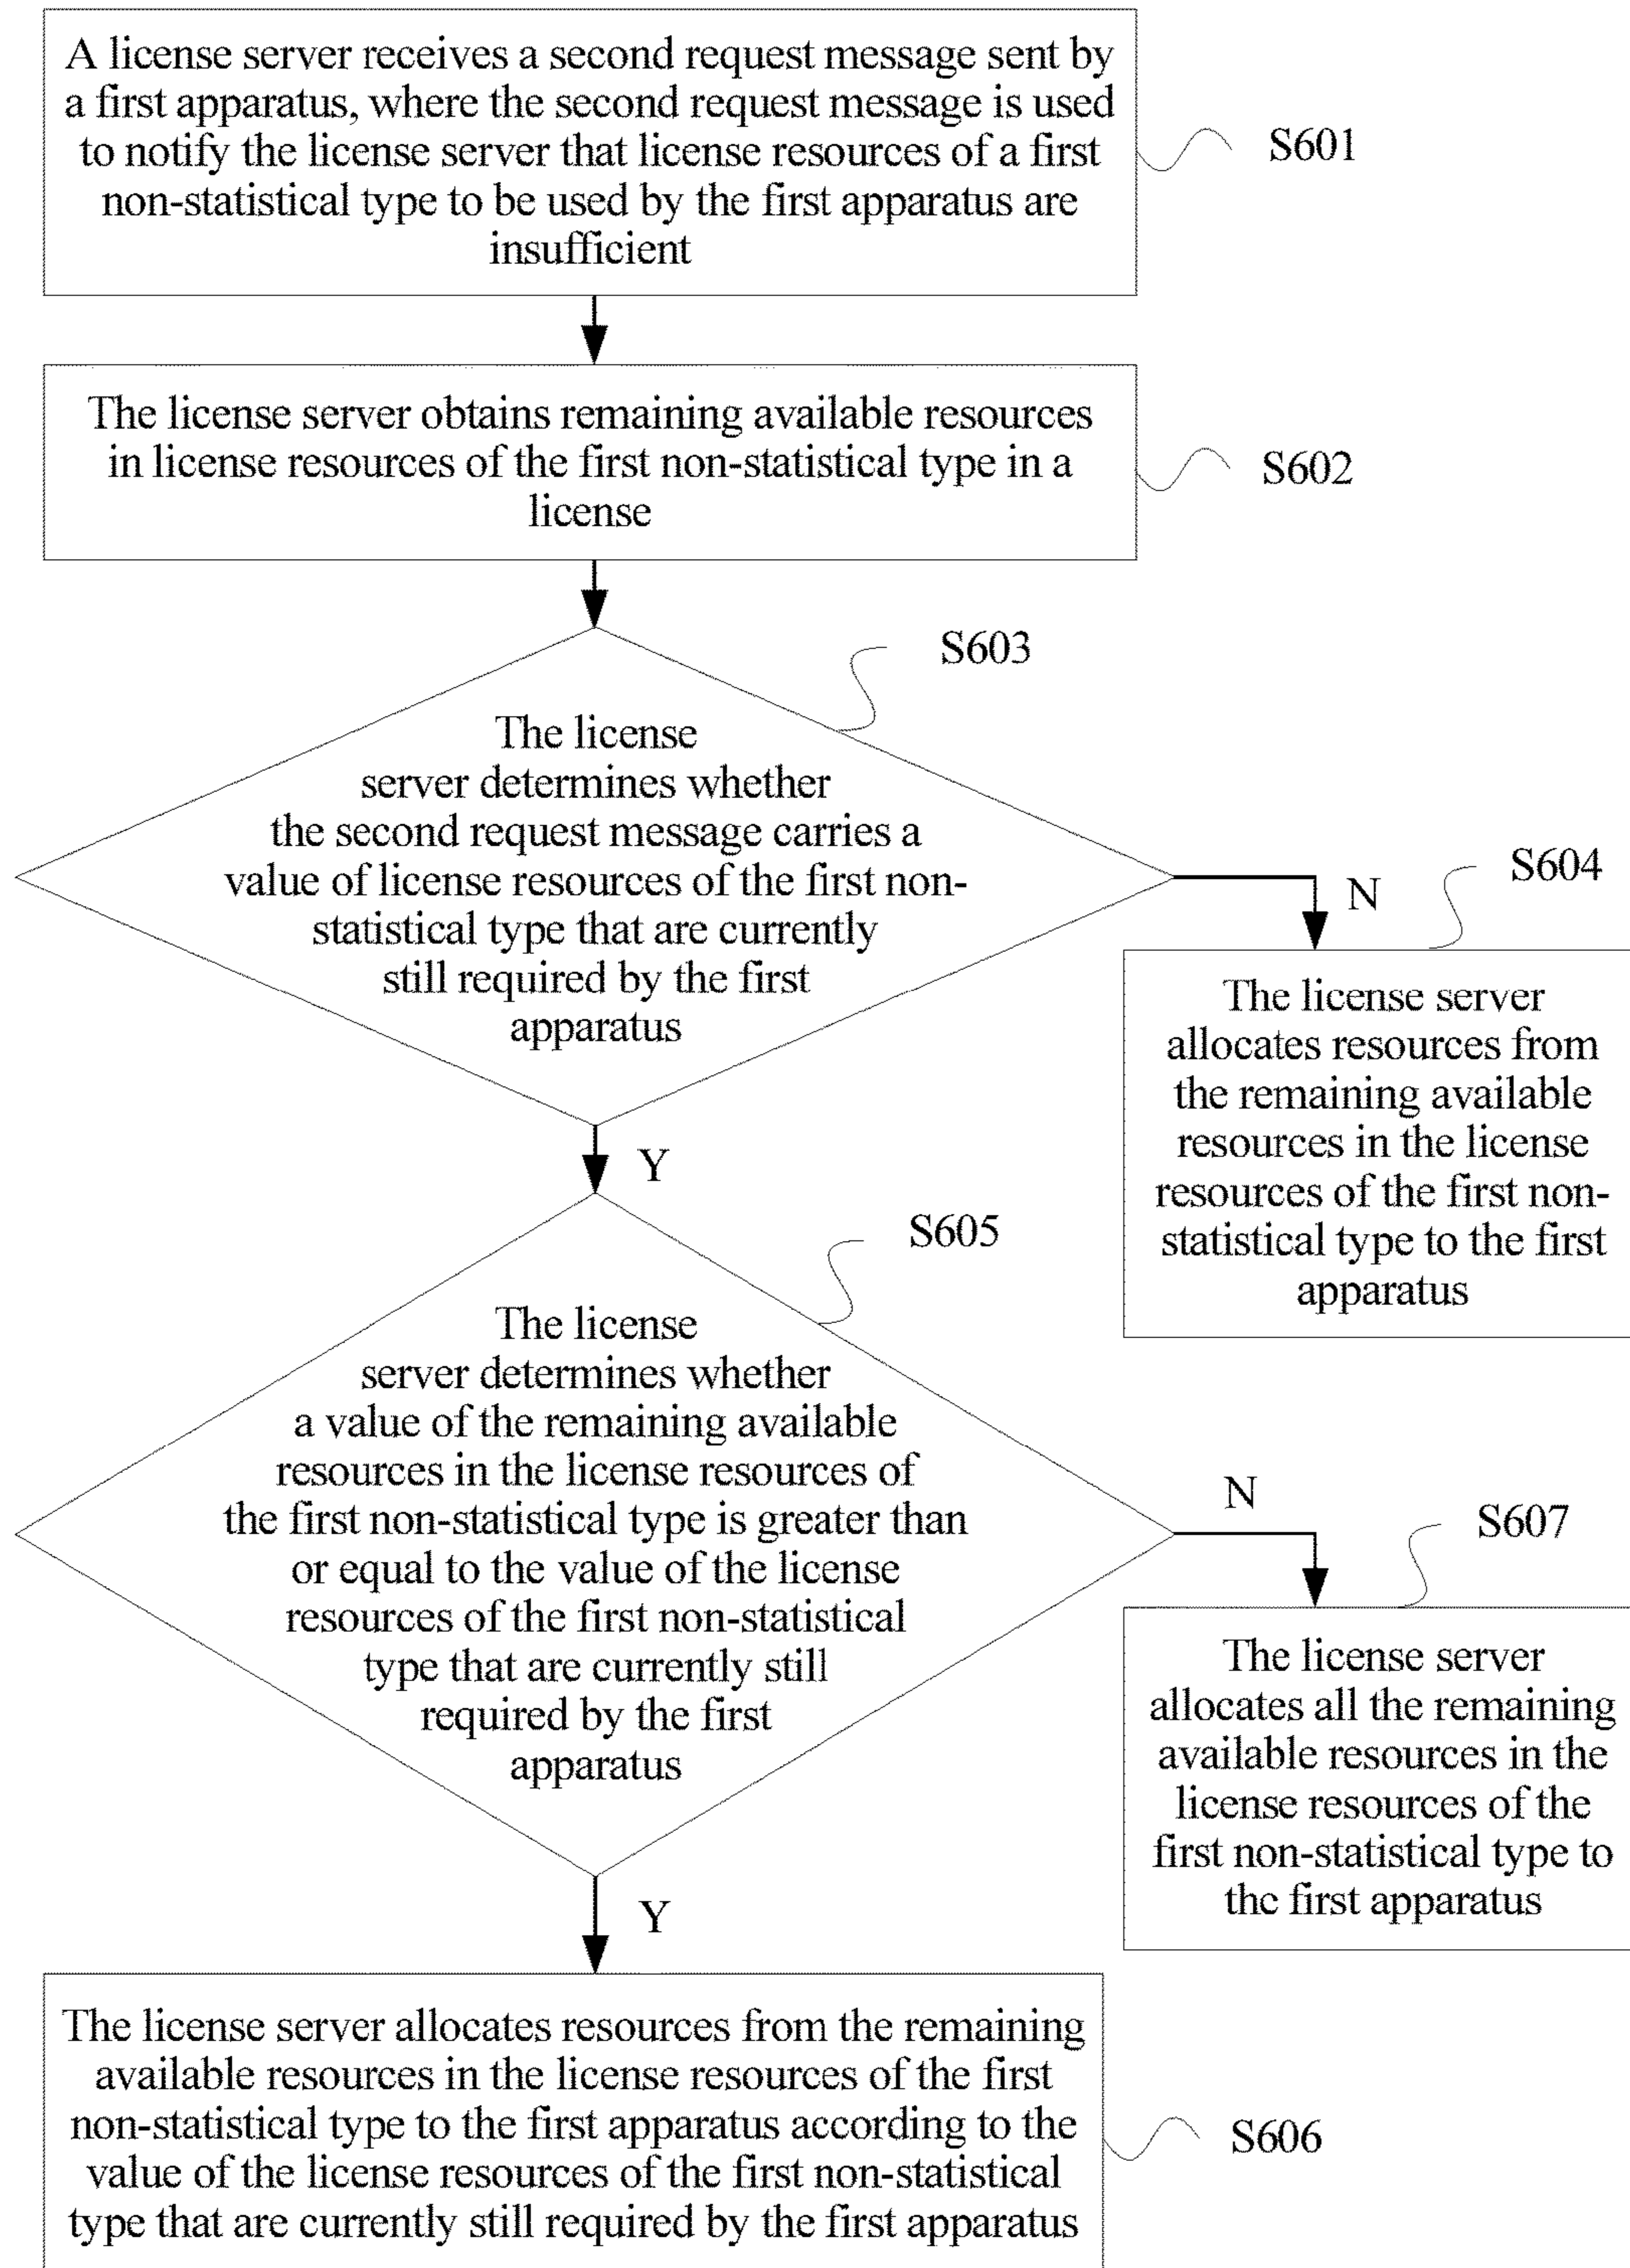 A license server receives a second request message sent by
a first apparatus, where the second request message is used
to notify the license server that license resources of a first
non-statistical type to be used by the first apparatus are
insufficient
S601
The license server obtains remaining available resources
in license resources of the first non-statistical type in a
license
S602
S603
The license
server determines whether
the second request message carries a
value of license resources of the first non-
statistical type that are currently
still required by the first
apparatus
N
S604
The license server
allocates resources from
the remaining available
resources in the license
resources of the first non-
statistical type to the first
apparatus
Y
S605
The license
server determines whether
a value of the remaining available
resources in the license resources of
the first non-statistical type is greater than
or equal to the value of the license
resources of the first non-statistical
type that are currently still
required by the first
apparatus
N
S607
The license server
allocates all the remaining
available resources in the
license resources of the
first non-statistical type to
the first apparatus
Y
The license server allocates resources from the remaining
available resources in the license resources of the first
non-statistical type to the first apparatus according to the
value of the license resources of the first non-statistical
type that are currently still required by the first apparatus
S606